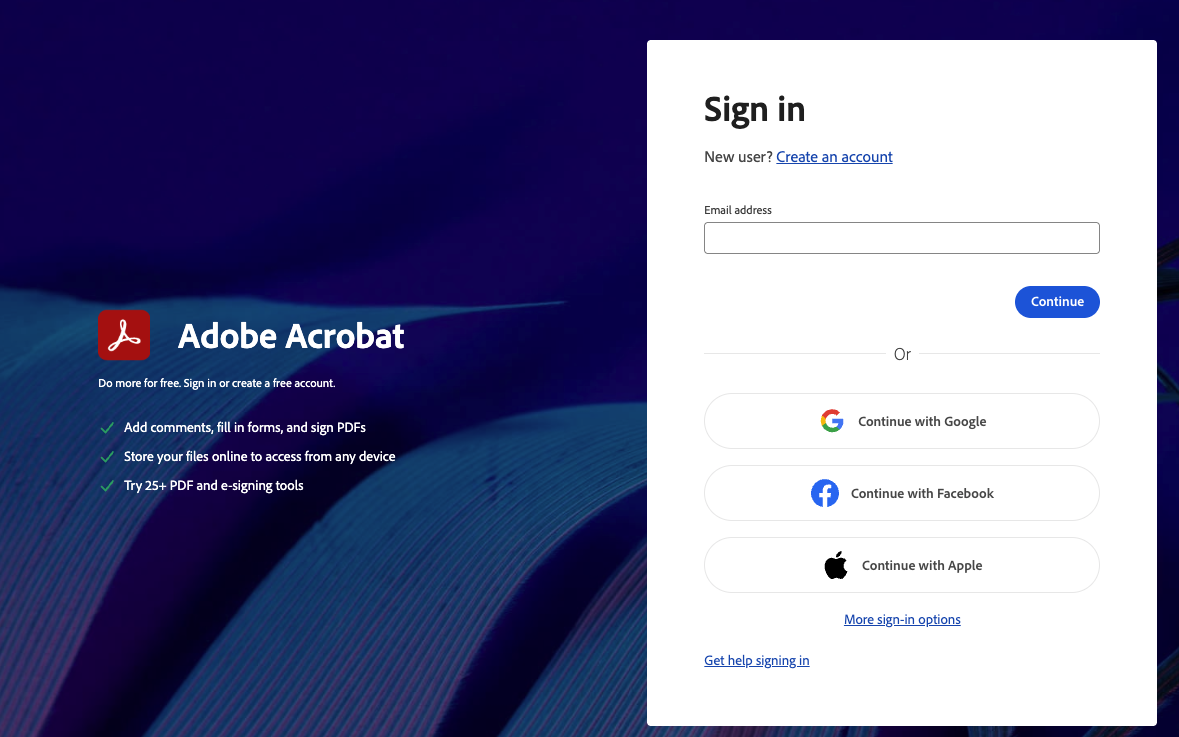 Adobe Acrobat
Do more for free. Sign in or create a free account.
Add comments, fill in forms, and sign PDFs
Store your files online to access from any device
Try 25+ PDF and e-signing tools
Sign in
New user? Create an account
Email address
Continue
Or
Continue with Google
Continue with Facebook
Continue with Apple
More sign-in options
Get help signing in